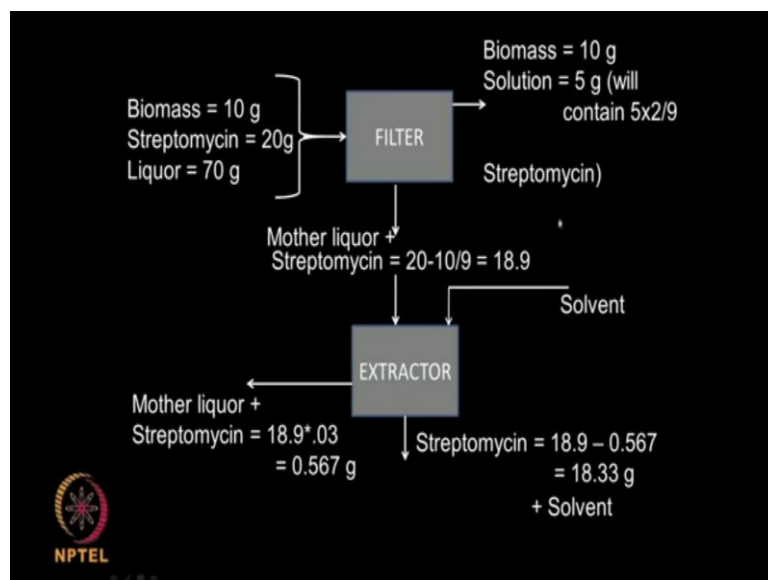 Biomass = 10 g
Streptomycin = 20g
Liquor = 70 g
FILTER
Biomass = 10 g
Solution = 5 g (will
contain 5x2/9
Streptomycin)
Mother liquor +
Streptomycin = 20-10/9 = 18.9
Solvent
EXTRACTOR
Mother liquor +
Streptomycin = 18.9*.03
= 0.567 g
Streptomycin = 18.9 – 0.567
= 18.33 g
+ Solvent
NPTEL